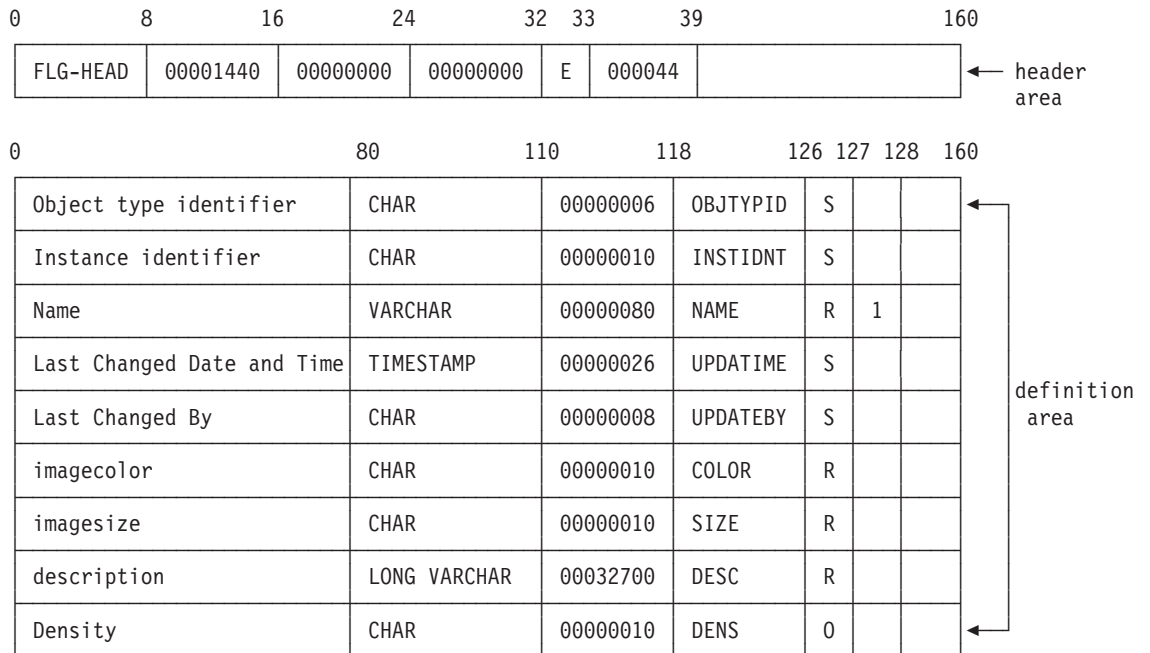 0 8 16 24 32 33 39 160
FLG-HEAD 00001440 00000000 00000000 E 000044 header
area
0 80 110 118 126 127 128 160
Object type identifier CHAR 00000006 OBJTYPID S
Instance identifier CHAR 00000010 INSTIDNT S
Name VARCHAR 00000080 NAME R 1
Last Changed Date and Time TIMESTAMP 00000026 UPDATIME S
definition
Last Changed By CHAR 00000008 UPDATEBY S area
imagecolor CHAR 00000010 COLOR R
imagesize CHAR 00000010 SIZE R
description LONG VARCHAR 00032700 DESC R
Density CHAR 00000010 DENS O